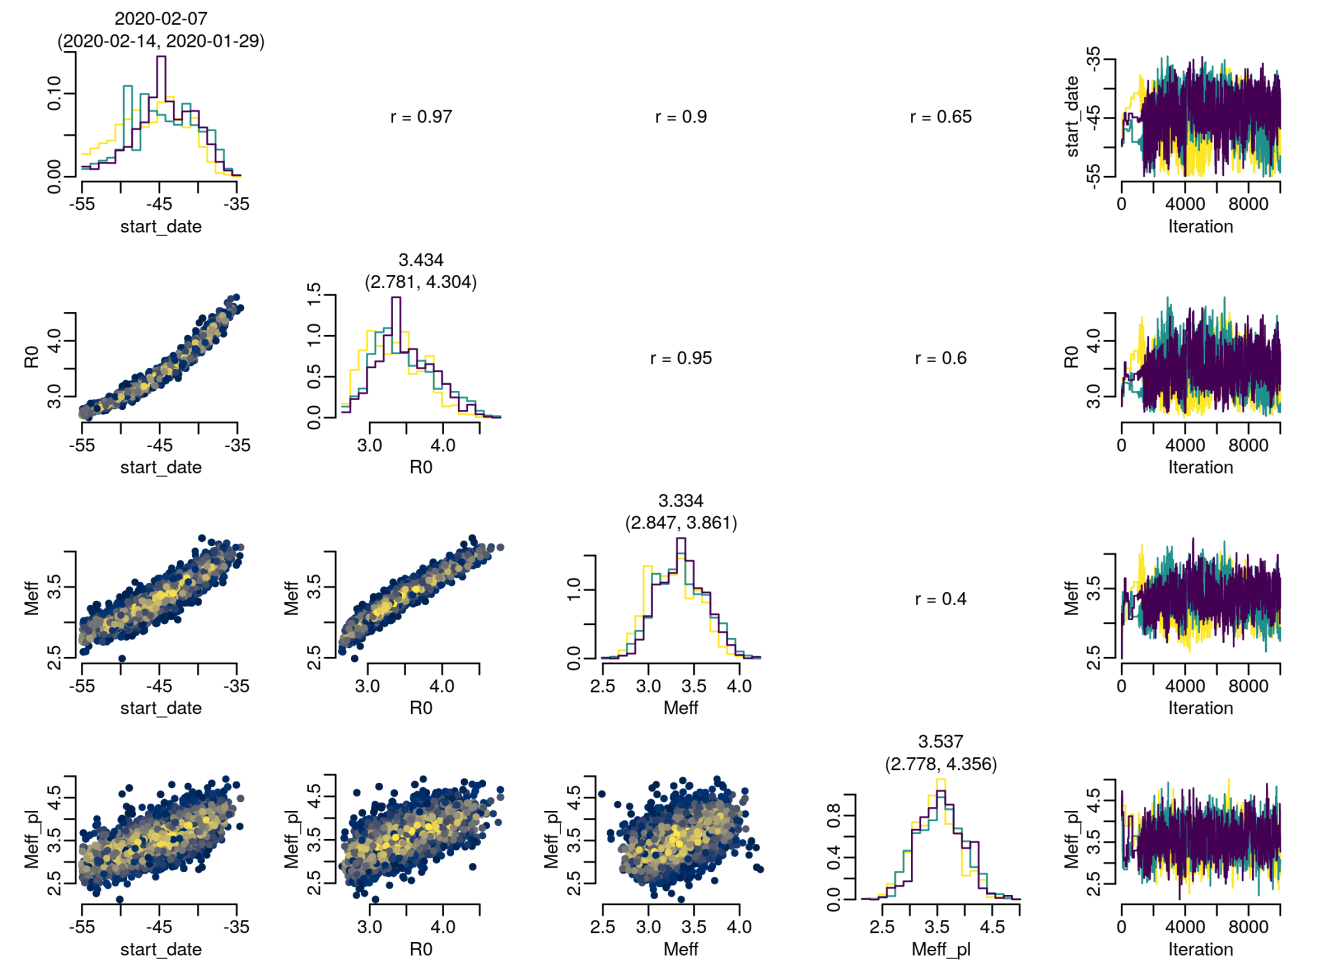 2020-02-07
(2020-02-14, 2020-01-29)
0.00 0.10
-55 -45 -35
start_date
r = 0.97
r = 0.9
r = 0.65
start_date
-55 -45 -35
0 4000 8000
Iteration
R0
3.0 4.0
-55 -45 -35
start_date
3.434
(2.781, 4.304)
0.0 0.5 1.0 1.5
3.0 4.0
R0
r = 0.95
r = 0.6
R0
3.0 4.0
0 4000 8000
Iteration
Meff
2.5 3.5
-55 -45 -35
start_date
Meff
2.5 3.5
3.0 4.0
R0
3.334
(2.847, 3.861)
0.0 1.0
2.5 3.0 3.5 4.0
Meff
r = 0.4
Meff
2.5 3.5
0 4000 8000
Iteration
Meff_pl
2.5 3.5 4.5
-55 -45 -35
start_date
Meff_pl
2.5 3.5 4.5
3.0 4.0
R0
Meff_pl
2.5 3.5 4.5
2.5 3.0 3.5 4.0
Meff
3.537
(2.778, 4.356)
0.0 0.4 0.8
2.5 3.5 4.5
Meff_pl
Meff_pl
2.5 3.5 4.5
0 4000 8000
Iteration